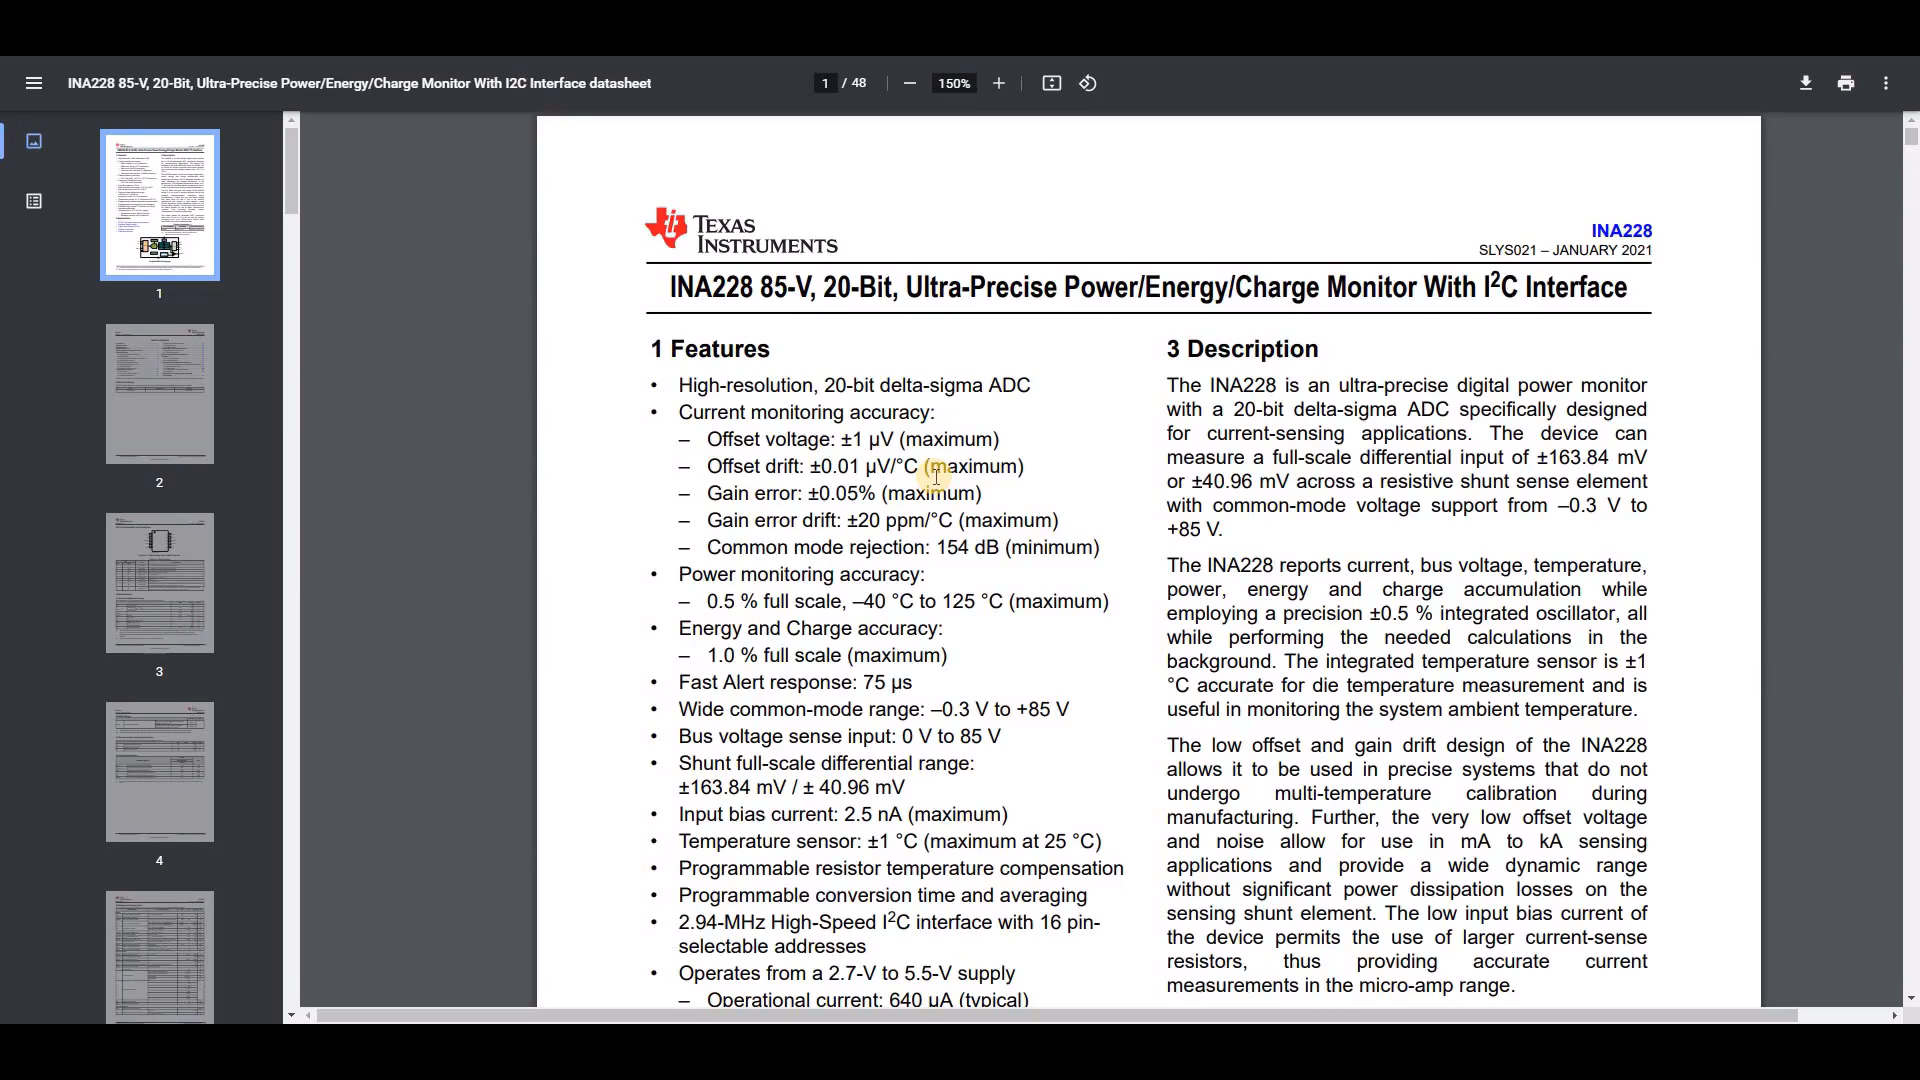 INA228 85-V, 20-Bit, Ultra-Precise Power/Energy/Charge Monitor With I2C Interface datasheet
1 / 48
150%
1
2
3
4
TEXAS
INSTRUMENTS
INA228
SLYS021 – JANUARY 2021
INA228 85-V, 20-Bit, Ultra-Precise Power/Energy/Charge Monitor With I2C Interface
1 Features
• High-resolution, 20-bit delta-sigma ADC
• Current monitoring accuracy:
– Offset voltage: ±1 µV (maximum)
– Offset drift: ±0.01 µV/°C (maximum)
– Gain error: ±0.05% (maximum)
– Gain error drift: ±20 ppm/°C (maximum)
– Common mode rejection: 154 dB (minimum)
• Power monitoring accuracy:
– 0.5 % full scale, –40 °C to 125 °C (maximum)
• Energy and Charge accuracy:
– 1.0 % full scale (maximum)
• Fast Alert response: 75 µs
• Wide common-mode range: –0.3 V to +85 V
• Bus voltage sense input: 0 V to 85 V
• Shunt full-scale differential range:
±163.84 mV / ± 40.96 mV
• Input bias current: 2.5 nA (maximum)
• Temperature sensor: ±1 °C (maximum at 25 °C)
• Programmable resistor temperature compensation
• Programmable conversion time and averaging
• 2.94-MHz High-Speed I2C interface with 16 pin-
selectable addresses
• Operates from a 2.7-V to 5.5-V supply
– Operational current: 640 µA (typical)
3 Description
The INA228 is an ultra-precise digital power monitor
with a 20-bit delta-sigma ADC specifically designed
for current-sensing applications. The device can
measure a full-scale differential input of ±163.84 mV
or ±40.96 mV across a resistive shunt sense element
with common-mode voltage support from –0.3 V to
+85 V.
The INA228 reports current, bus voltage, temperature,
power, energy and charge accumulation while
employing a precision ±0.5 % integrated oscillator, all
while performing the needed calculations in the
background. The integrated temperature sensor is ±1
°C accurate for die temperature measurement and is
useful in monitoring the system ambient temperature.
The low offset and gain drift design of the INA228
allows it to be used in precise systems that do not
undergo multi-temperature calibration during
manufacturing. Further, the very low offset voltage
and noise allow for use in mA to kA sensing
applications and provide a wide dynamic range
without significant power dissipation losses on the
sensing shunt element. The low input bias current of
the device permits the use of larger current-sense
resistors, thus providing accurate current
measurements in the micro-amp range.